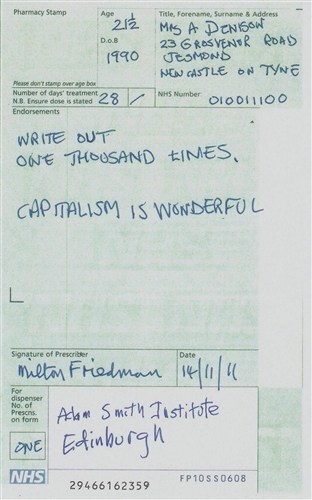 Pharmacy Stamp
Age
21½
D.o.B
1990
Title, Forename, Surname & Address
MRS A DENISON
23 GROSVENOR ROAD
JESMOND
NEWCASTLE ON TYNE
Please don't stamp over age box
Number of days' treatment
N.B. Ensure dose is stated
28 /
NHS Number
010011100
Endorsements
WRITE OUT
ONE THOUSAND TIMES.
CAPITALISM IS WONDERFUL
Signature of Prescriber
Milton Friedman
Date
14/11/11
For
dispenser
No. of
Prescns.
on form
ONE
Adam Smith Institute
Edinburgh
NHS
29466162359
FP10SS0608